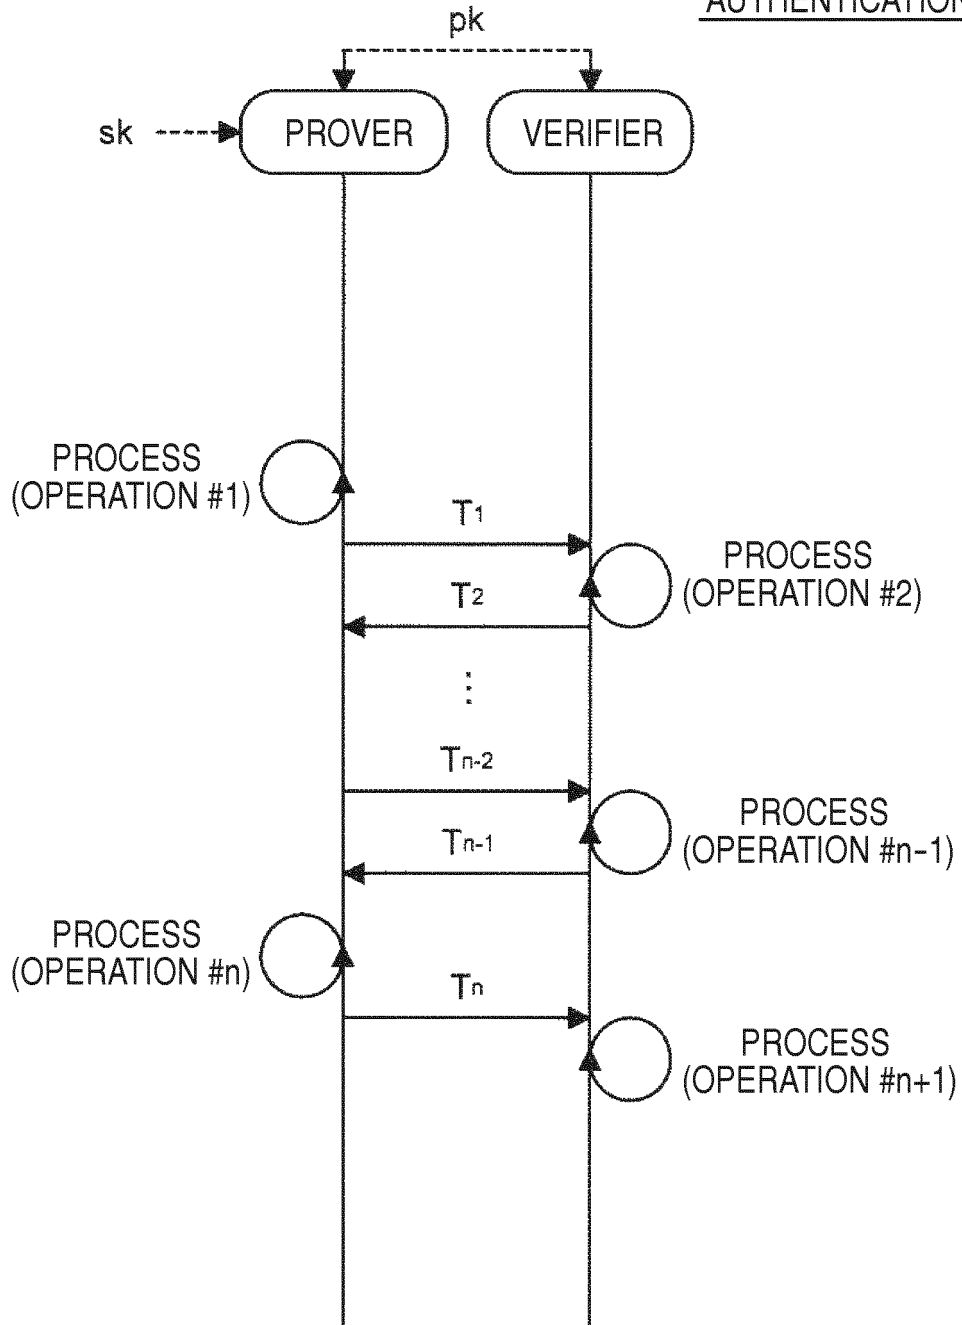 AUTHENTICATION
pk
sk
PROVER
VERIFIER
PROCESS
(OPERATION #1)
T1
PROCESS
(OPERATION #2)
T2
⋮
Tn-2
PROCESS
(OPERATION #n-1)
Tn-1
PROCESS
(OPERATION #n)
Tn
PROCESS
(OPERATION #n+1)